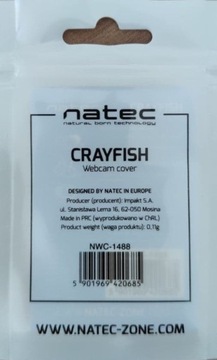 natec
natural born technology
CRAYFISH
Webcam cover
DESIGNED BY NATEC IN EUROPE
Producer (producent): Impakt S.A.
ul. Stanisława Lema 16, 62-050 Mosina
Made in PRC (wyprodukowano w ChRL)
Product weight (waga produktu): 0,11g
NWC-1488
5 901969 420685
WWW.NATEC-ZONE.COM